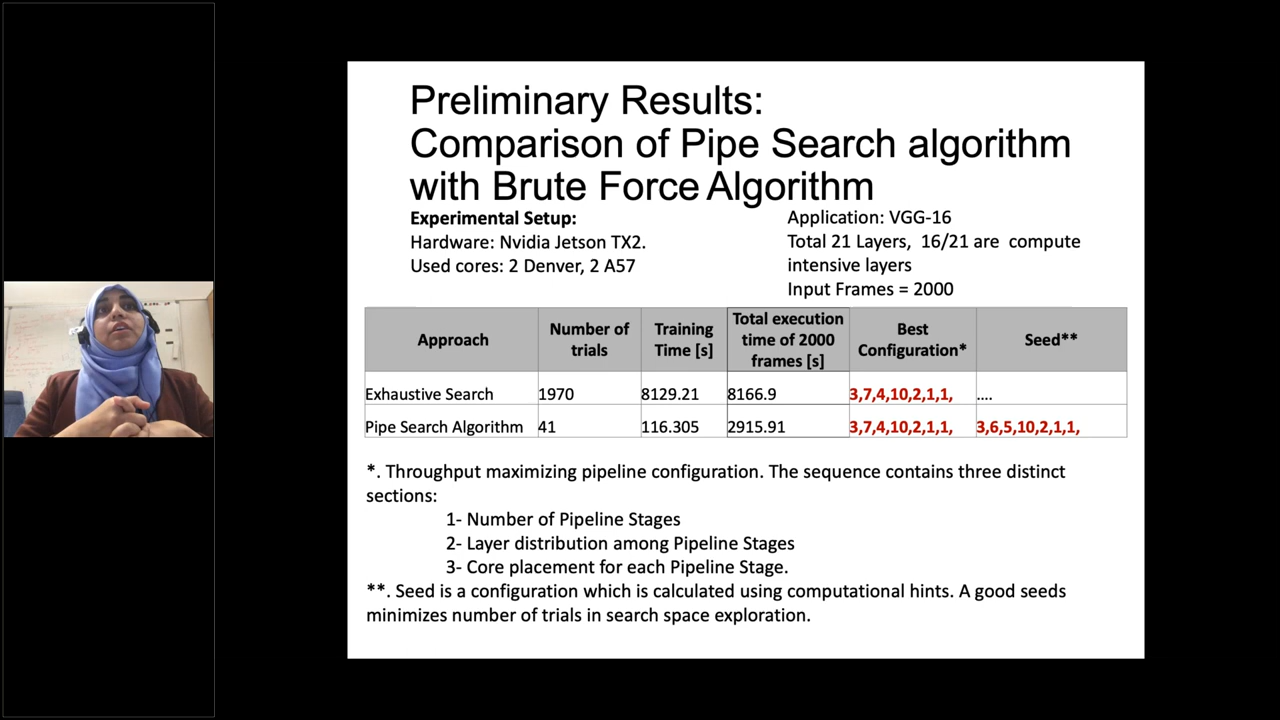 Preliminary Results:
Comparison of Pipe Search algorithm
with Brute Force Algorithm
Experimental Setup:
Hardware: Nvidia Jetson TX2.
Used cores: 2 Denver, 2 A57
Application: VGG-16
Total 21 Layers, 16/21 are compute
intensive layers
Input Frames = 2000
Approach
Number of
trials
Training
Time [s]
Total execution
time of 2000
frames [s]
Best
Configuration*
Seed**
Exhaustive Search
1970
8129.21
8166.9
3,7,4,10,2,1,1,
....
Pipe Search Algorithm
41
116.305
2915.91
3,7,4,10,2,1,1,
3,6,5,10,2,1,1,
*. Throughput maximizing pipeline configuration. The sequence contains three distinct
sections:
1- Number of Pipeline Stages
2- Layer distribution among Pipeline Stages
3- Core placement for each Pipeline Stage.
**. Seed is a configuration which is calculated using computational hints. A good seeds
minimizes number of trials in search space exploration.